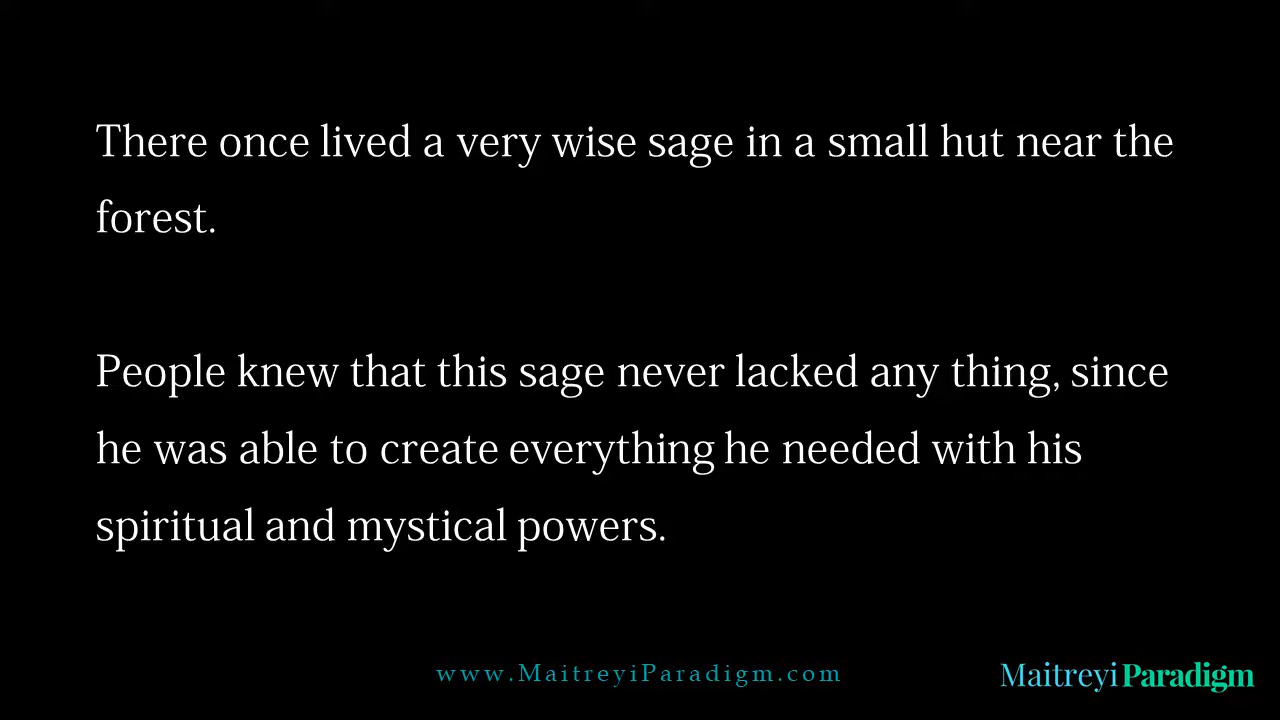 There once lived a very wise sage in a small hut near the
forest.
People knew that this sage never lacked any thing, since
he was able to create everything he needed with his
spiritual and mystical powers.
www.MaitreyiParadigm.com
Maitreyi Paradigm